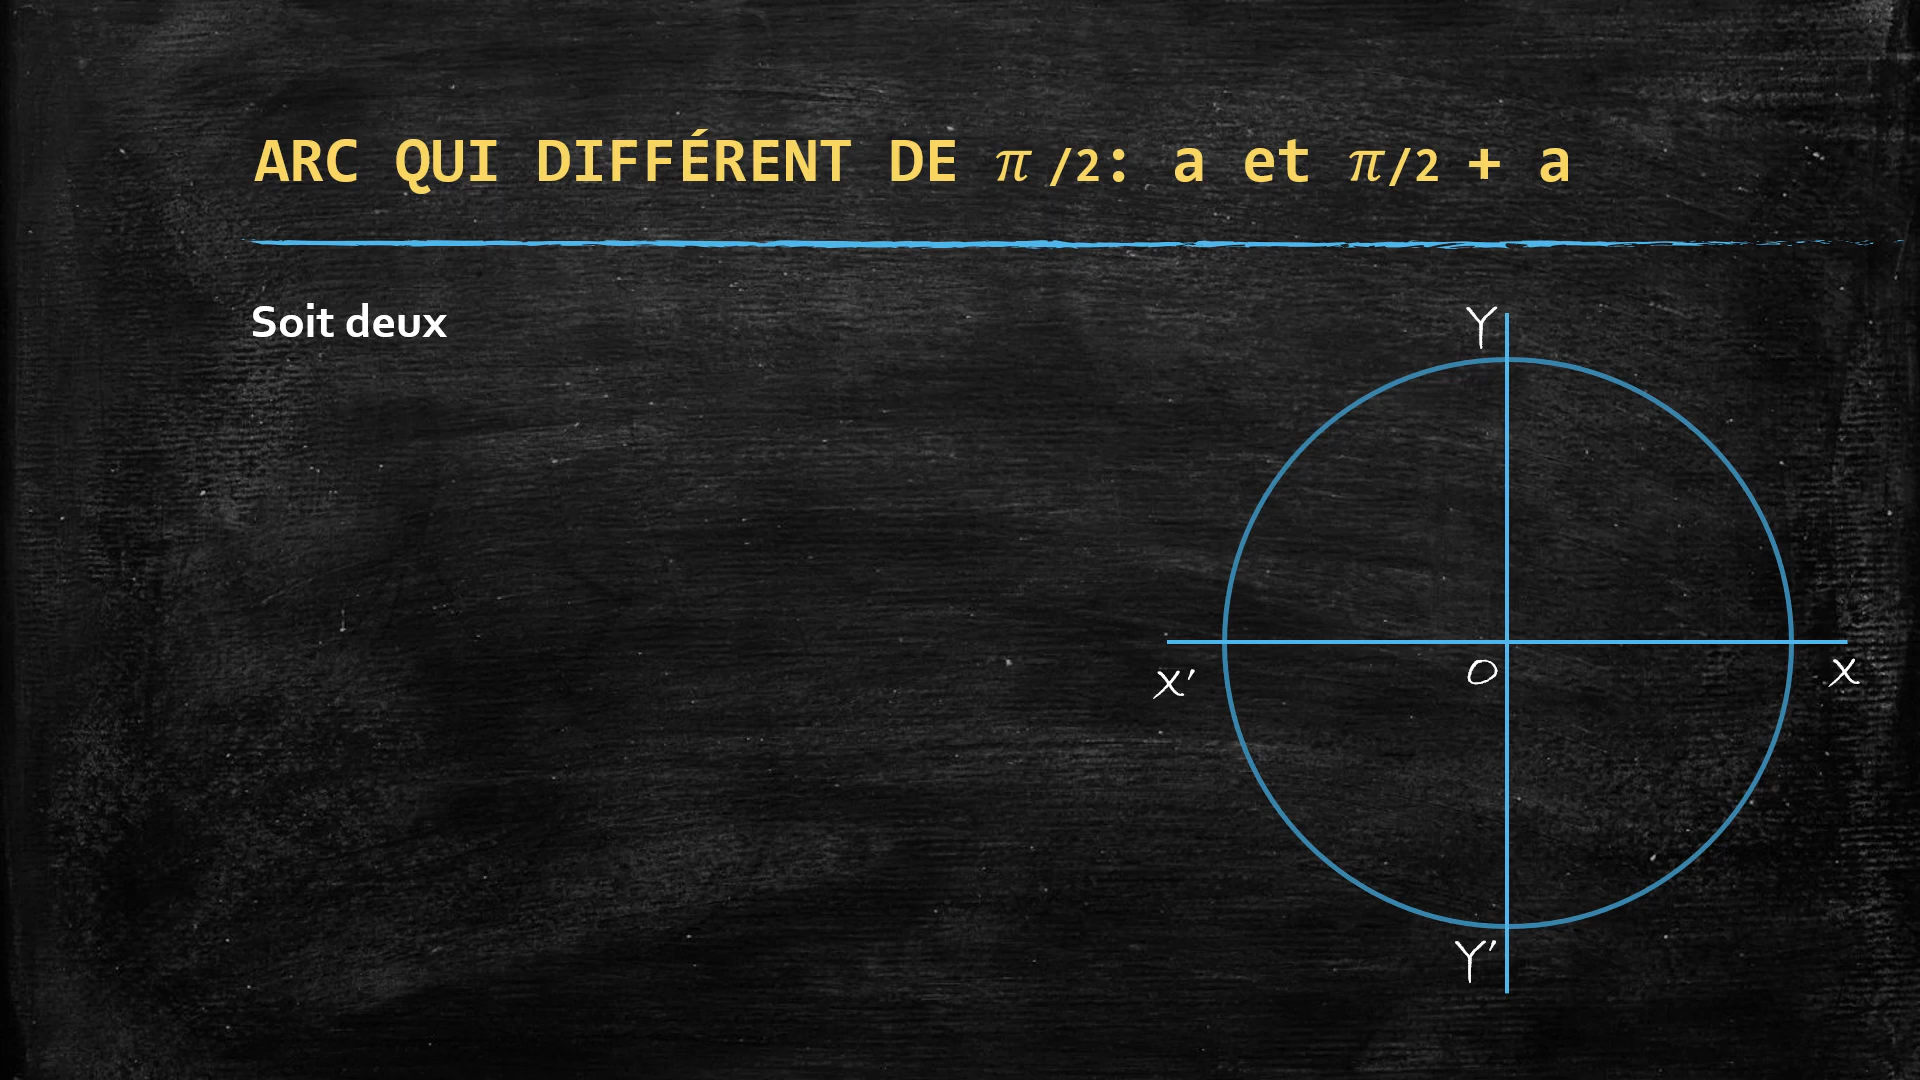 ARC QUI DIFFÉRENT DE π /2: a et π/2 + a
Soit deux
Y
X'
O
X
Y'